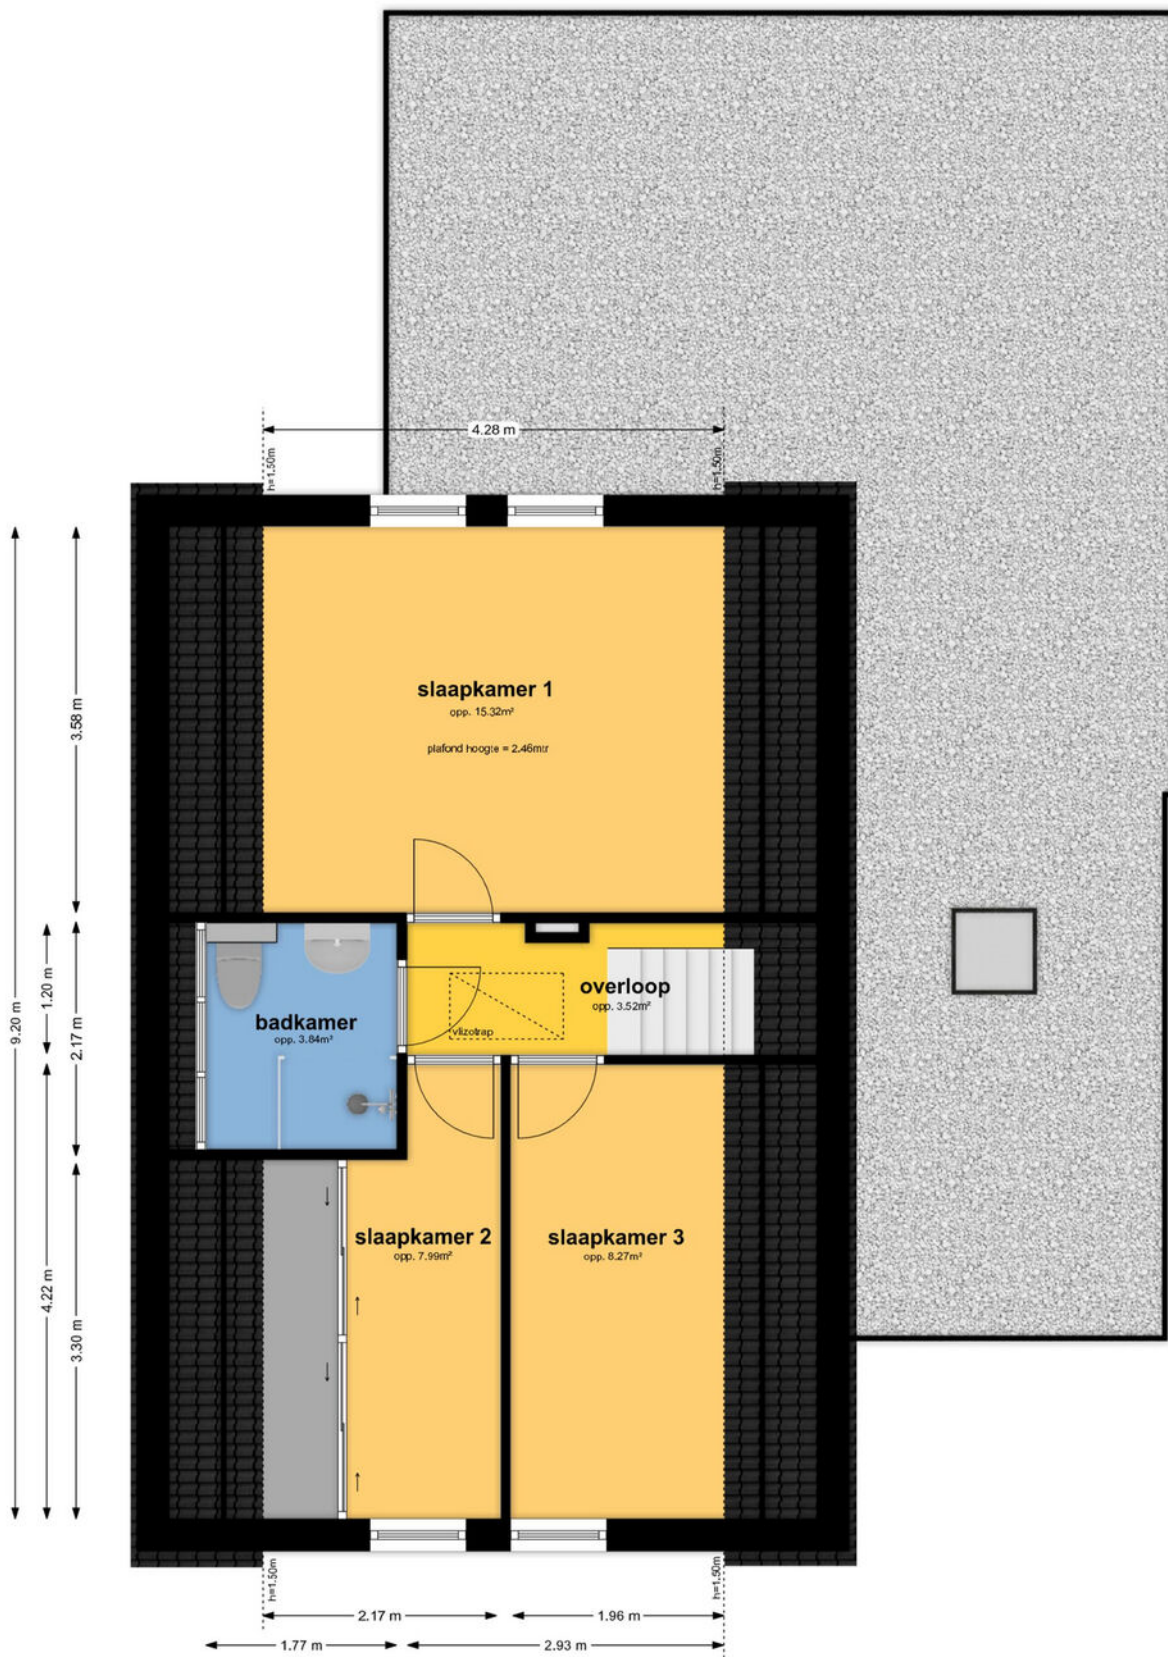 4.28 m
h=1.50m
h=1.50m
slaapkamer 1
opp. 15.32m²
plafond hoogte = 2.46mtr
3.58 m
9.20 m
1.20 m
2.17 m
4.22 m
3.30 m
badkamer
opp. 3.84m²
overloop
opp. 3.52m²
vlizotrap
slaapkamer 2
opp. 7.99m²
slaapkamer 3
opp. 8.27m²
h=1.50m
h=1.50m
2.17 m
1.96 m
1.77 m
2.93 m